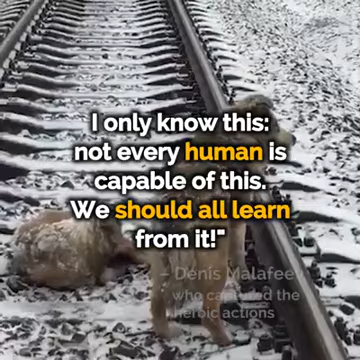 I only know this:
not every human is
capable of this.
We should all learn
from it!"
– Denis Malafeev
who captured the
heroic actions